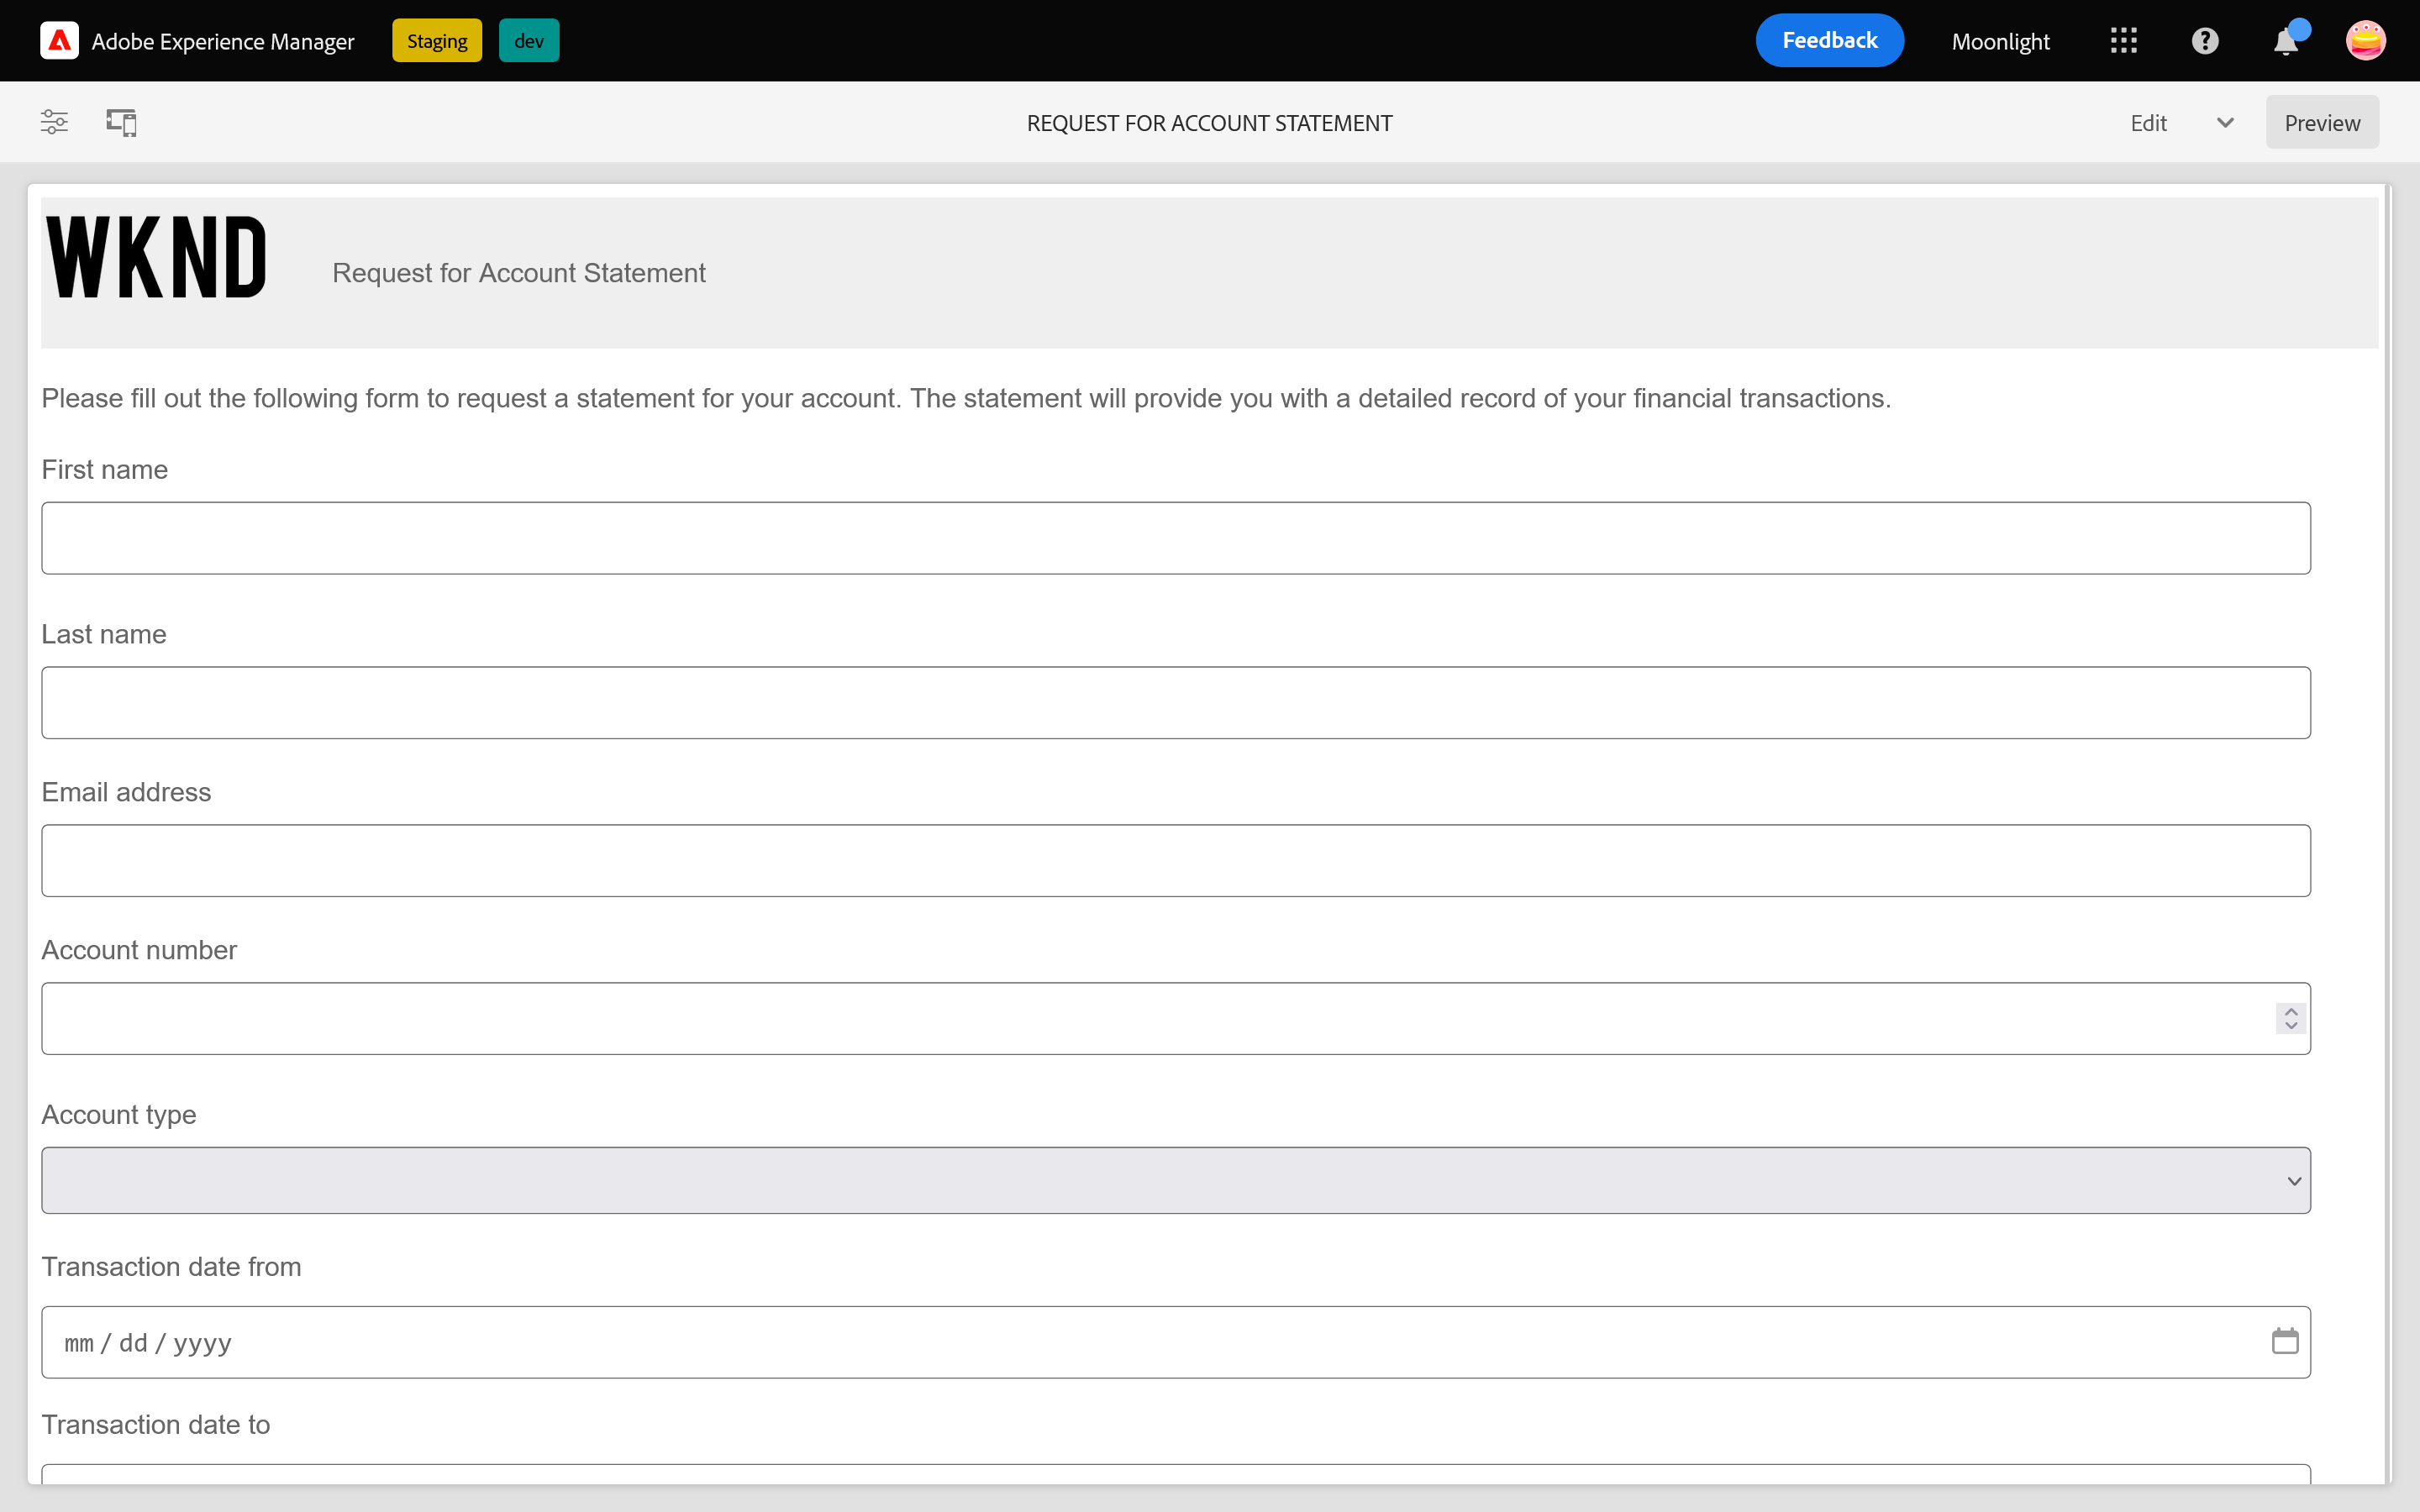 Adobe Experience Manager
Staging
dev
Feedback
Moonlight
REQUEST FOR ACCOUNT STATEMENT
Edit
Preview
WKND
Request for Account Statement
Please fill out the following form to request a statement for your account. The statement will provide you with a detailed record of your financial transactions.
First name
Last name
Email address
Account number
Account type
Transaction date from
mm / dd / yyyy
Transaction date to